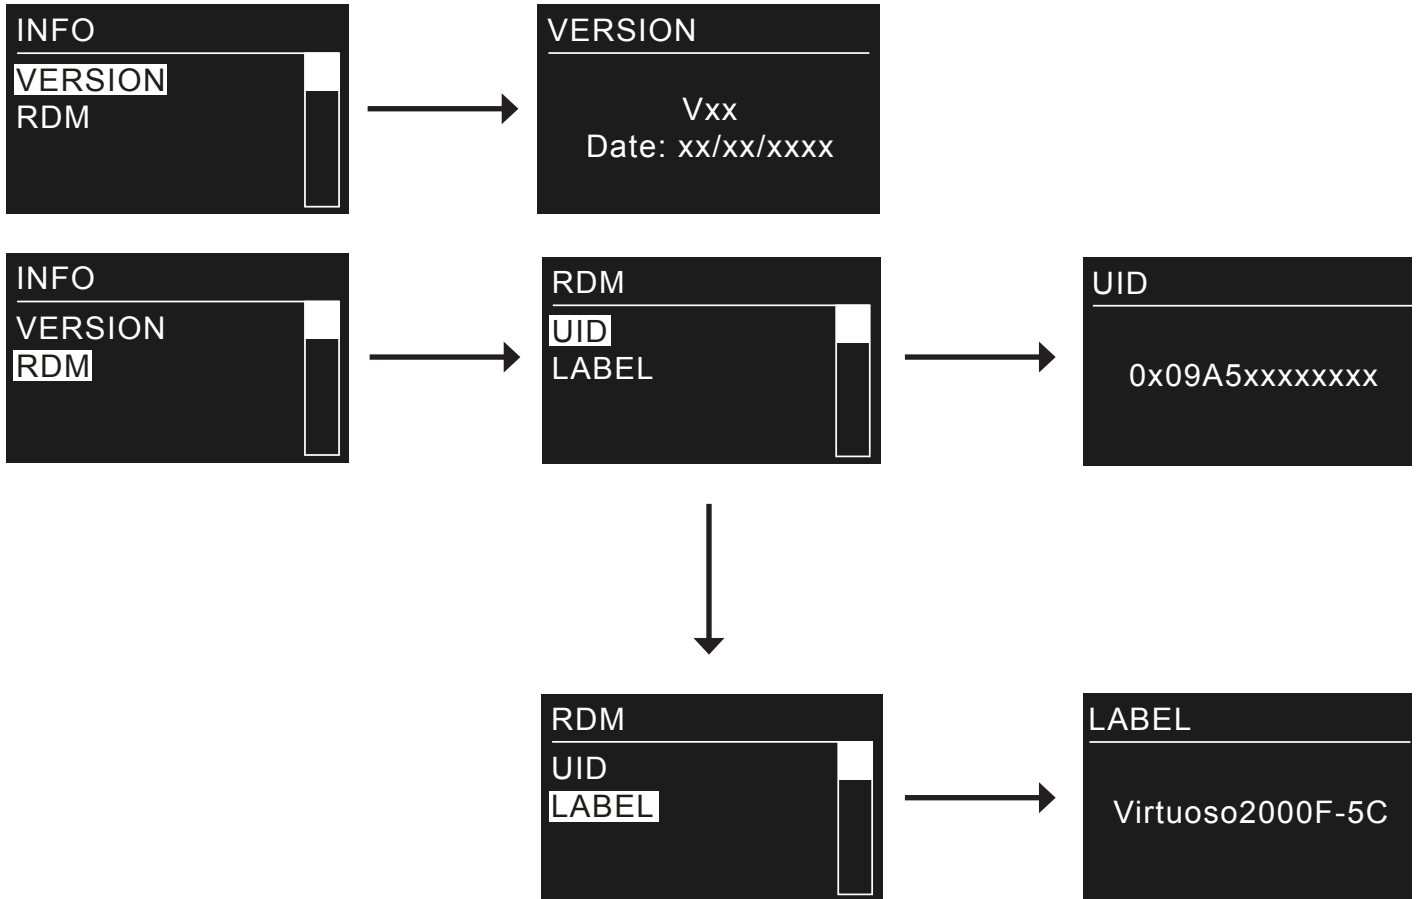 INFO
VERSION
RDM
VERSION
Vxx
Date: xx/xx/xxxx
INFO
VERSION
RDM
RDM
UID
LABEL
UID
0x09A5xxxxxxxx
RDM
UID
LABEL
LABEL
Virtuoso2000F-5C